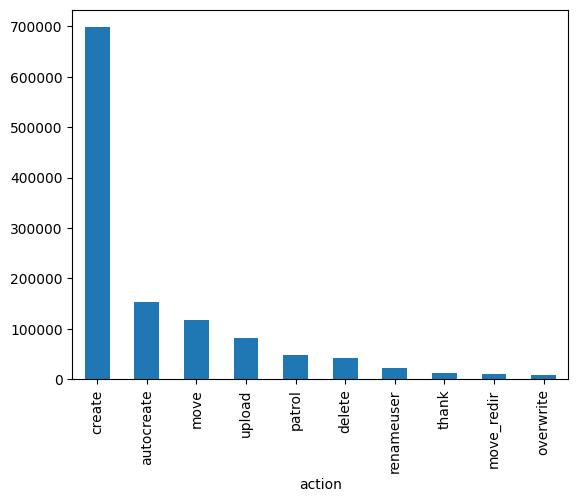 700000
600000
500000
400000
300000
200000
100000
0
create
autocreate
move
upload
patrol
delete
renameuser
thank
move_redir
overwrite
action